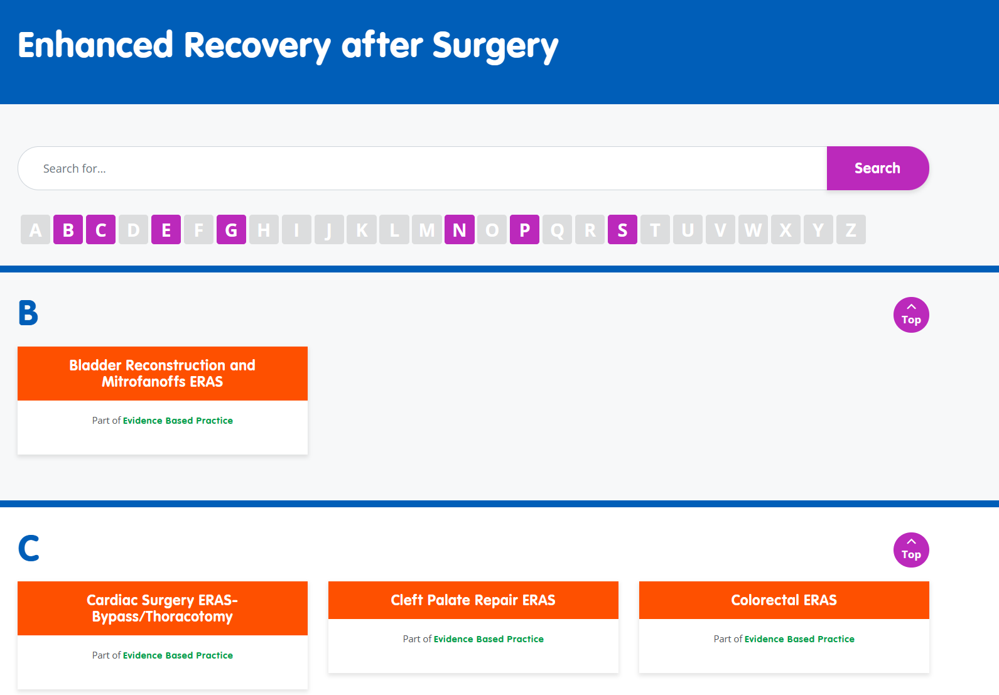 Enhanced Recovery after Surgery
Search for...
Search
A B C D E F G H I J K L M N O P Q R S T U V W X Y Z
B
Top
Bladder Reconstruction and
Mitrofanoffs ERAS
Part of Evidence Based Practice
C
Top
Cardiac Surgery ERAS-
Bypass/Thoracotomy
Part of Evidence Based Practice
Cleft Palate Repair ERAS
Part of Evidence Based Practice
Colorectal ERAS
Part of Evidence Based Practice